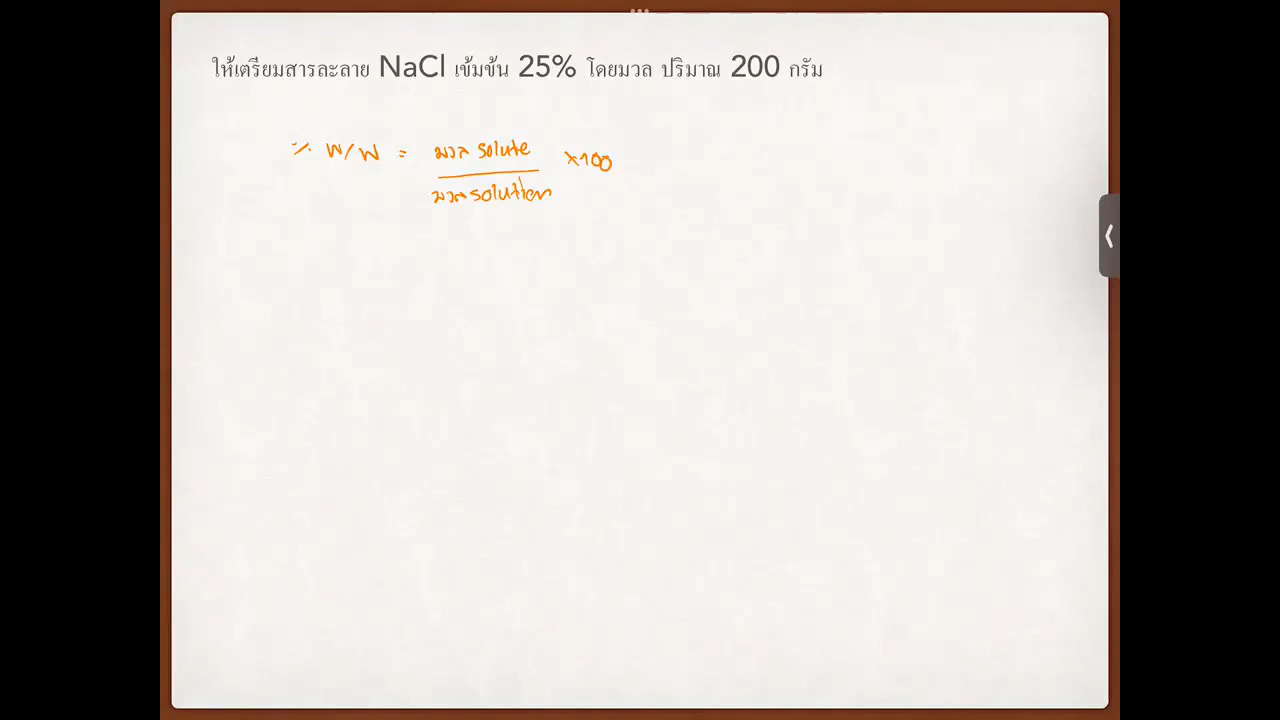 ให้เตรียมสารละลาย NaCl เข้มข้น 25% โดยมวล ปริมาณ 200 กรัม
% W/W = มวล solute
มวล solution
×100